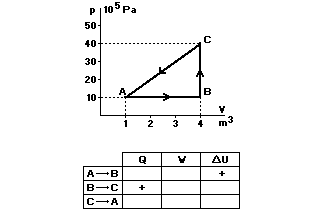 p 10⁵ Pa
50
40
30
20
10
A
B
C
1 2 3 4
V
m³
Q W ΔU
A→B +
B→C +
C→A